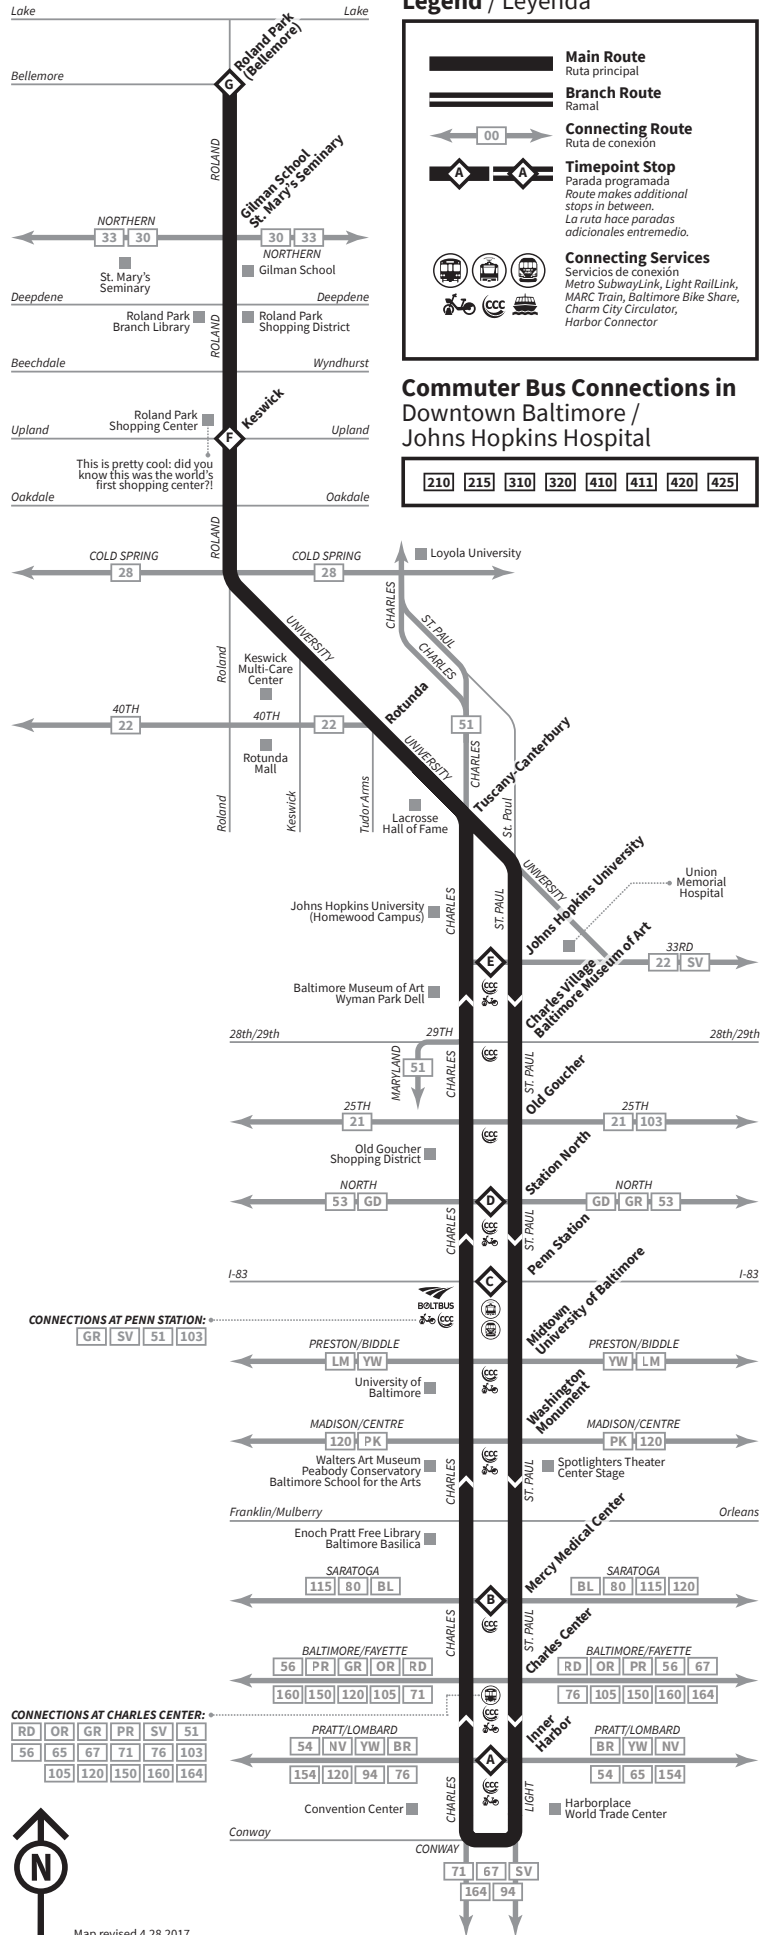 Legend / Leyenda
Main Route
Ruta principal
Branch Route
Ramal
00
Connecting Route
Ruta de conexión
A
A
Timepoint Stop
Parada programada
Route makes additional
stops in between.
La ruta hace paradas
adicionales entremedio.
Connecting Services
Servicios de conexión
Metro SubwayLink, Light RailLink,
MARC Train, Baltimore Bike Share,
Charm City Circulator,
Harbor Connector
CCC
Commuter Bus Connections in
Downtown Baltimore /
Johns Hopkins Hospital
210 215 310 320 410 411 420 425
Lake Lake
Roland Park
(Bellemore)
Bellemore
G
ROLAND
Gilman School
St. Mary's Seminary
NORTHERN
33 30 30 33
NORTHERN
St. Mary's
Seminary
Gilman School
Deepdene Deepdene
Roland Park
Branch Library
Roland Park
Shopping District
ROLAND
Beechdale Wyndhurst
Keswick
Roland Park
Shopping Center
Upland F Upland
This is pretty cool: did you
know this was the world's
first shopping center?!
Oakdale Oakdale
ROLAND
COLD SPRING COLD SPRING
28 28
Loyola University
CHARLES
ST. PAUL
CHARLES
UNIVERSITY
Roland
Keswick
Multi-Care
Center
Rotunda
40TH
22 40TH 22
51
Rotunda
Mall
UNIVERSITY
CHARLES
Tuscany-Canterbury
Roland
Keswick
Tudor Arms
St. Paul
Lacrosse
Hall of Fame
UNIVERSITY
Johns Hopkins University
Union
Memorial
Hospital
Johns Hopkins University
(Homewood Campus)
CHARLES
ST. PAUL
33RD
E 22 SV
CCC
Charles Village
Baltimore Museum of Art
Baltimore Museum of Art
Wyman Park Dell
28th/29th 29TH 28th/29th
MARYLAND
51
CHARLES
CCC
ST. PAUL
Old Goucher
25TH 25TH
21 21 103
CCC
Old Goucher
Shopping District
Station North
NORTH NORTH
53 GD D GD GR 53
CHARLES
CCC
ST. PAUL
Penn Station
I-83 C I-83
BOLTBUS
CCC
CONNECTIONS AT PENN STATION:
GR SV 51 103
Midtown
University of Baltimore
PRESTON/BIDDLE PRESTON/BIDDLE
LM YW YW LM
CCC
University of
Baltimore
Washington
Monument
MADISON/CENTRE MADISON/CENTRE
120 PK PK 120
CCC
Walters Art Museum
Peabody Conservatory
Baltimore School for the Arts
CHARLES
ST. PAUL
Spotlighters Theater
Center Stage
Franklin/Mulberry Orleans
Enoch Pratt Free Library
Baltimore Basilica
Mercy Medical Center
SARATOGA SARATOGA
115 80 BL BL 80 115 120
B
CCC
CHARLES
ST. PAUL
Charles Center
BALTIMORE/FAYETTE BALTIMORE/FAYETTE
56 PR GR OR RD RD OR PR 56 67
160 150 120 105 71 76 105 150 160 164
CCC
CONNECTIONS AT CHARLES CENTER:
RD OR GR PR SV 51
56 65 67 71 76 103
105 120 150 160 164
Inner
Harbor
PRATT/LOMBARD PRATT/LOMBARD
54 NV YW BR BR YW NV
A
154 120 94 76 54 65 154
CCC
Convention Center
CHARLES
LIGHT
Harborplace
World Trade Center
Conway
CONWAY
71 67 SV
164 94
N
Map revised 4.28.2017